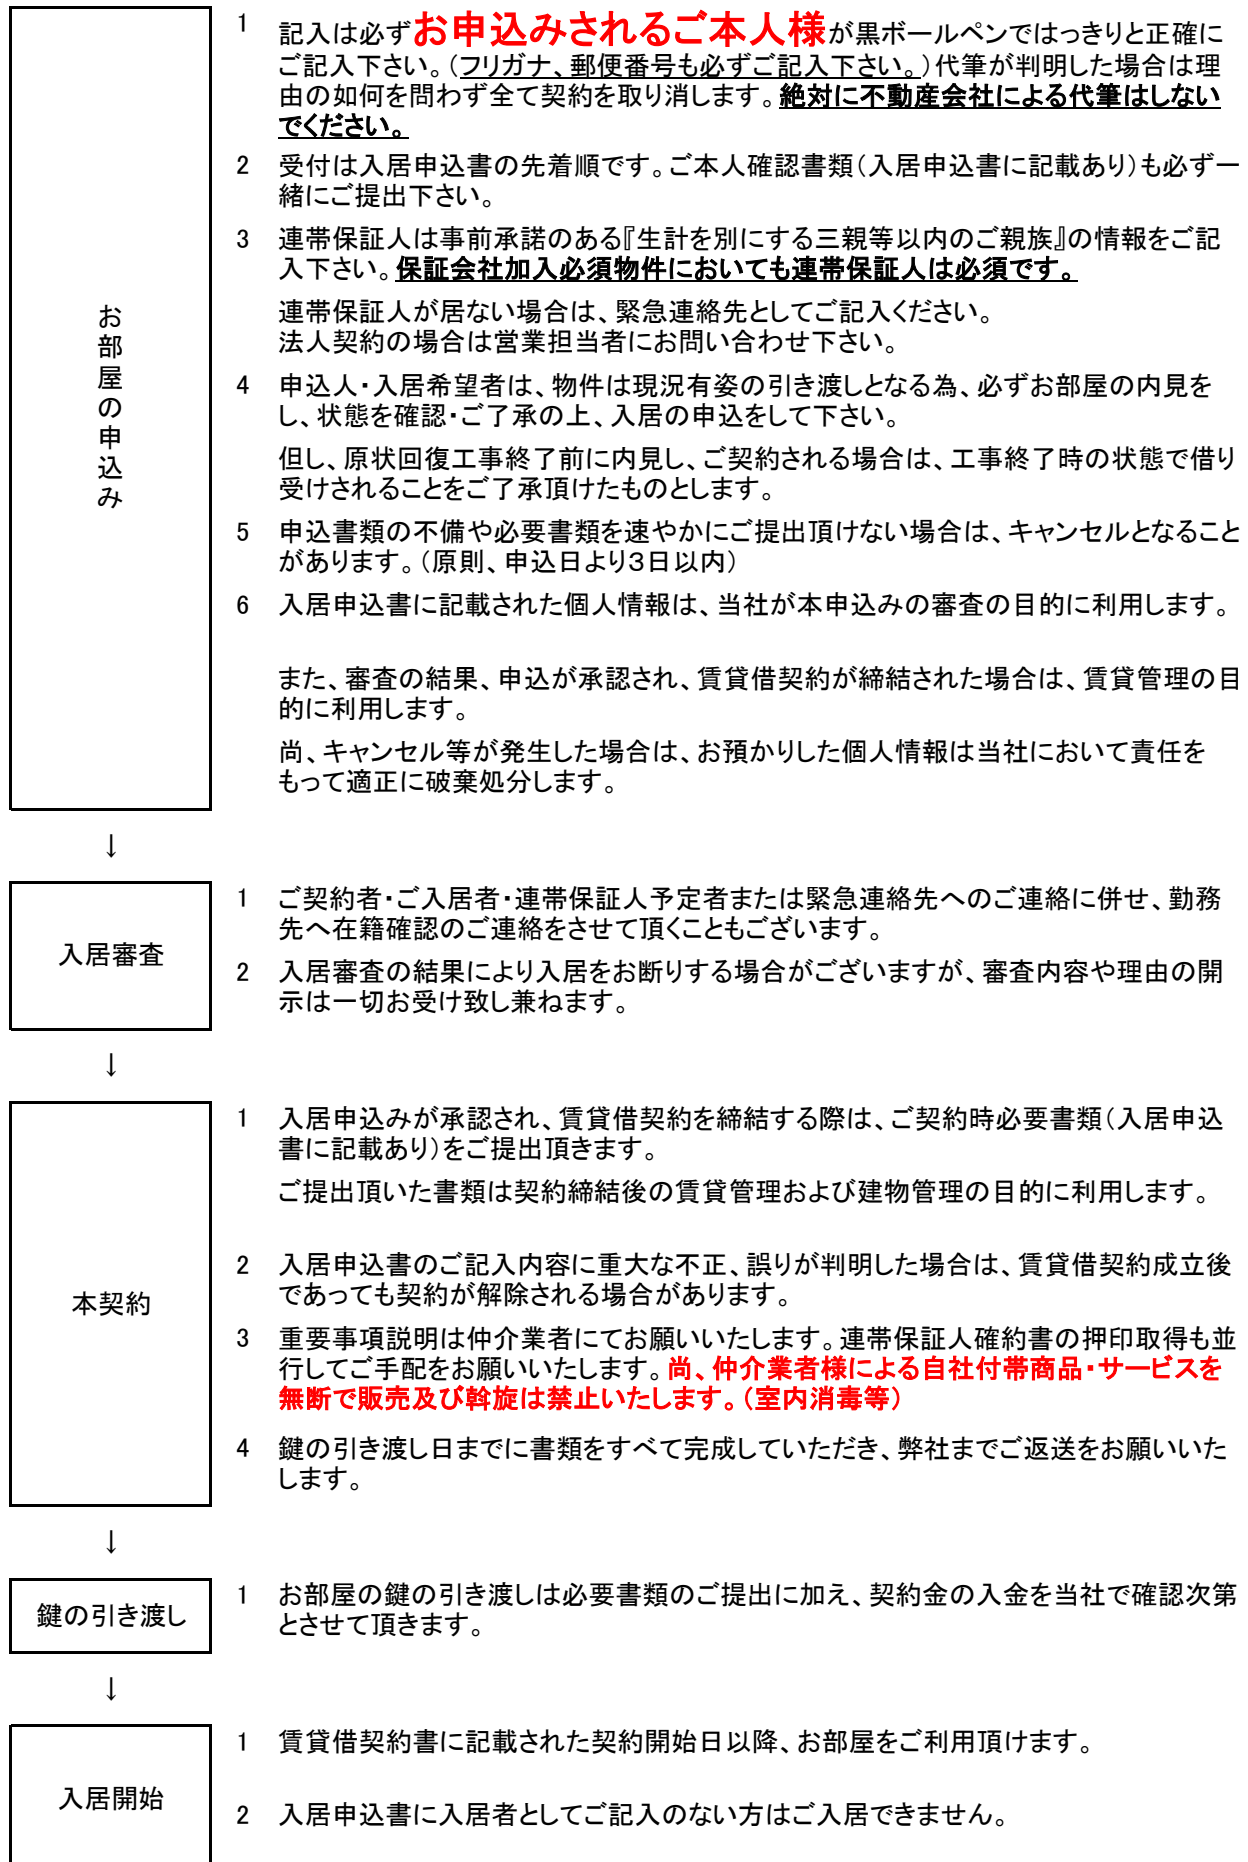 お部屋の申込み
1 記入は必ずお申込みされるご本人様が黒ボールペンではっきりと正確に
ご記入下さい。（フリガナ、郵便番号も必ずご記入下さい。）代筆が判明した場合は理
由の如何を問わず全て契約を取り消します。絶対に不動産会社による代筆はしない
でください。
2 受付は入居申込書の先着順です。ご本人確認書類（入居申込書に記載あり）も必ず一
緒にご提出下さい。
3 連帯保証人は事前承諾のある『生計を別にする三親等以内のご親族』の情報をご記
入下さい。保証会社加入必須物件においても連帯保証人は必須です。
連帯保証人が居ない場合は、緊急連絡先としてご記入ください。
法人契約の場合は営業担当者にお問い合わせ下さい。
4 申込人・入居希望者は、物件は現況有姿の引き渡しとなる為、必ずお部屋の内見を
し、状態を確認・ご了承の上、入居の申込をして下さい。
但し、原状回復工事終了前に内見し、ご契約される場合は、工事終了時の状態で借り
受けされることをご了承頂けたものとします。
5 申込書類の不備や必要書類を速やかにご提出頂けない場合は、キャンセルとなること
があります。（原則、申込日より３日以内）
6 入居申込書に記載された個人情報は、当社が本申込みの審査の目的に利用します。
また、審査の結果、申込が承認され、賃貸借契約が締結された場合は、賃貸管理の目
的に利用します。
尚、キャンセル等が発生した場合は、お預かりした個人情報は当社において責任を
もって適正に破棄処分します。
↓
入居審査
1 ご契約者・ご入居者・連帯保証人予定者または緊急連絡先へのご連絡に併せ、勤務
先へ在籍確認のご連絡をさせて頂くこともございます。
2 入居審査の結果により入居をお断りする場合がございますが、審査内容や理由の開
示は一切お受け致し兼ねます。
↓
本契約
1 入居申込みが承認され、賃貸借契約を締結する際は、ご契約時必要書類（入居申込
書に記載あり）をご提出頂きます。
ご提出頂いた書類は契約締結後の賃貸管理および建物管理の目的に利用します。
2 入居申込書のご記入内容に重大な不正、誤りが判明した場合は、賃貸借契約成立後
であっても契約が解除される場合があります。
3 重要事項説明は仲介業者にてお願いいたします。連帯保証人確約書の押印取得も並
行してご手配をお願いいたします。尚、仲介業者様による自社付帯商品・サービスを
無断で販売及び斡旋は禁止いたします。（室内消毒等）
4 鍵の引き渡し日までに書類をすべて完成していただき、弊社までご返送をお願いいた
します。
↓
鍵の引き渡し
1 お部屋の鍵の引き渡しは必要書類のご提出に加え、契約金の入金を当社で確認次第
とさせて頂きます。
↓
入居開始
1 賃貸借契約書に記載された契約開始日以降、お部屋をご利用頂けます。
2 入居申込書に入居者としてご記入のない方はご入居できません。